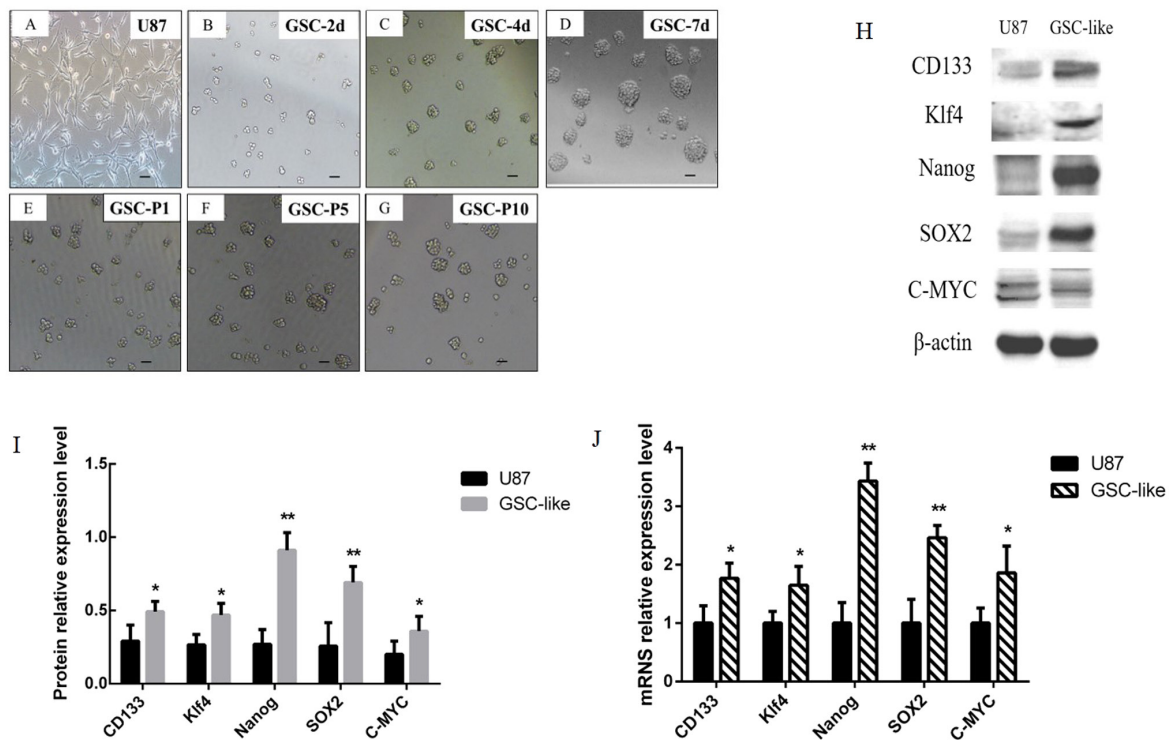 A U87
B GSC-2d
C GSC-4d
D GSC-7d
E GSC-P1
F GSC-P5
G GSC-P10
H
U87 GSC-like
CD133
Klf4
Nanog
SOX2
C-MYC
β-actin
I
Protein relative expression level
1.5
1.0
0.5
0.0
* * ** ** *
CD133 Klf4 Nanog SOX2 C-MYC
U87
GSC-like
J
mRNS relative expression level
4
3
2
1
0
* * ** ** *
CD133 Klf4 Nanog SOX2 C-MYC
U87
GSC-like